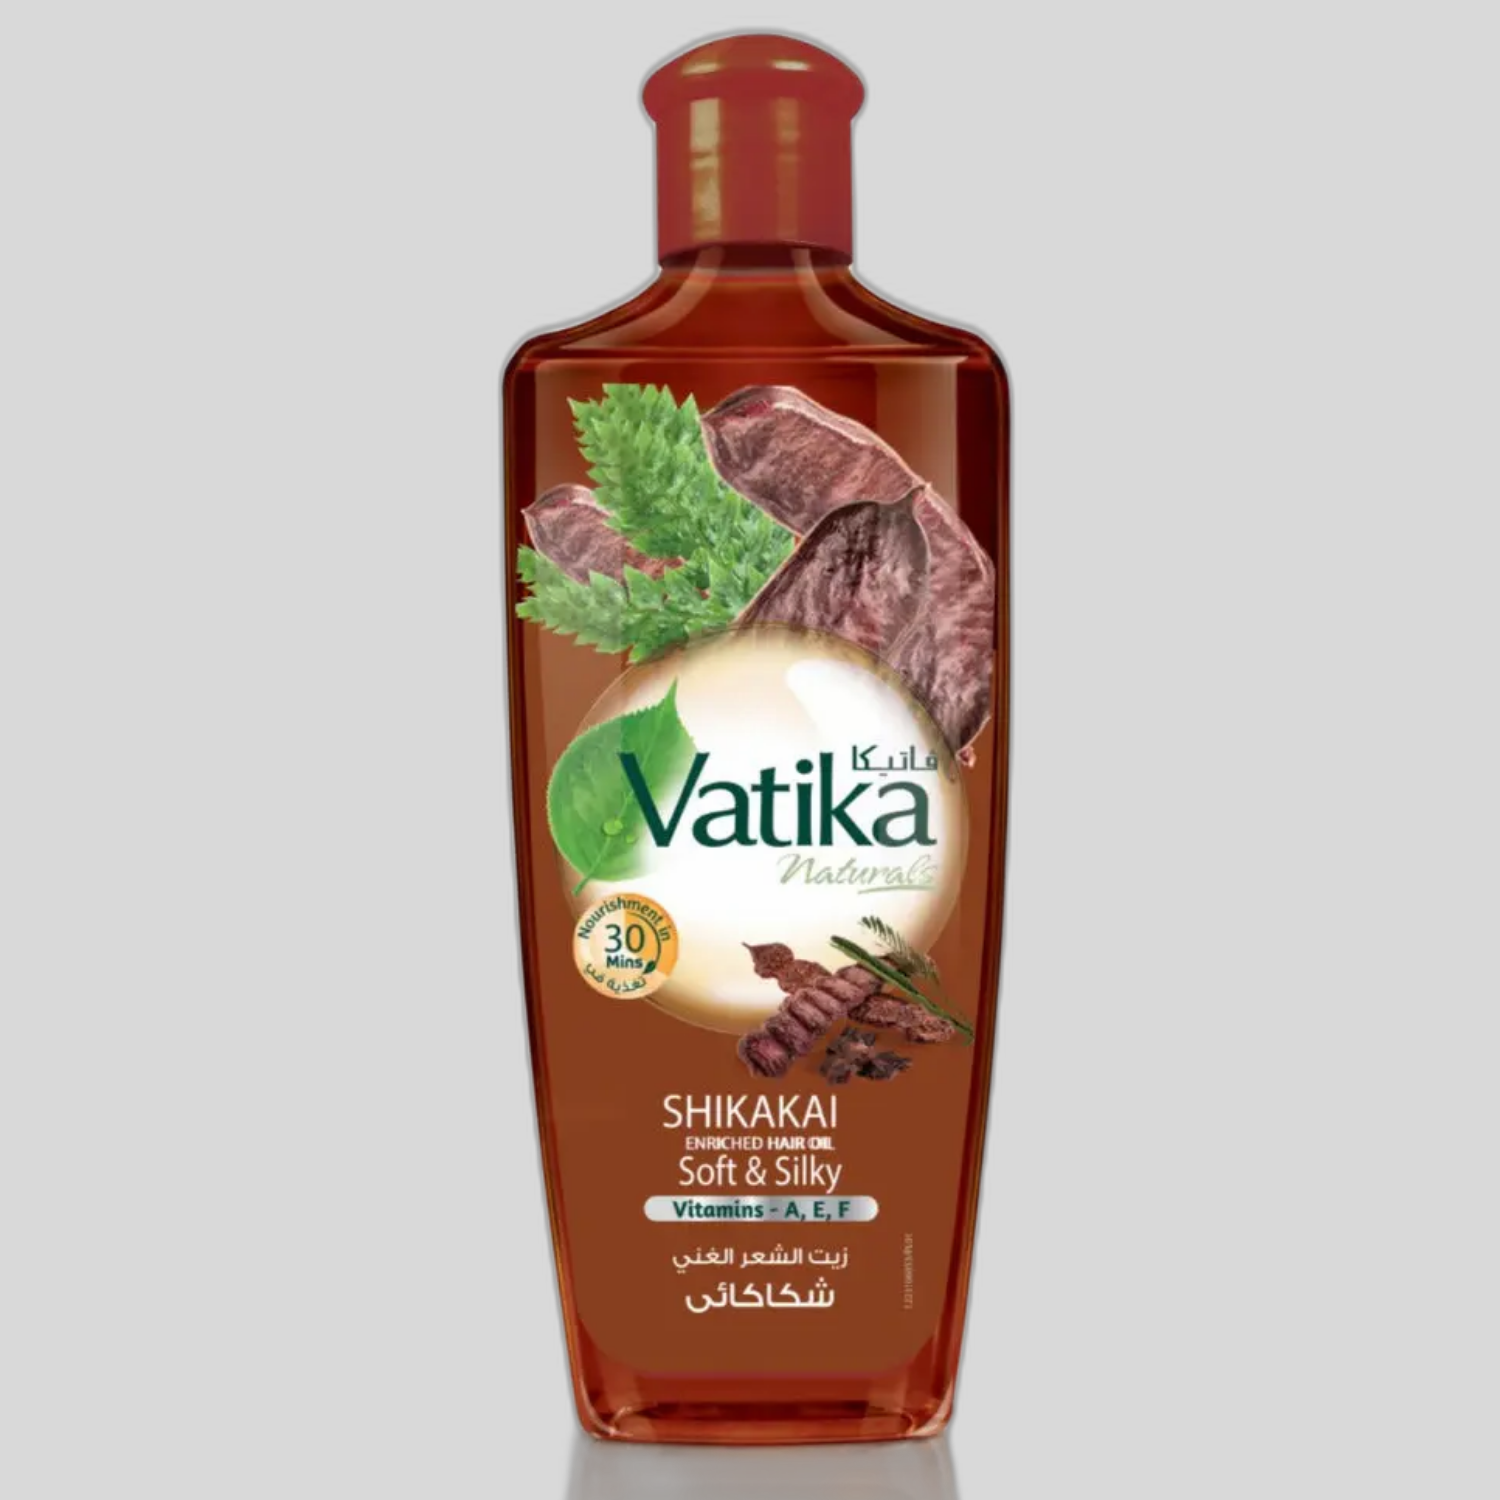 فاتيكا
Vatika
Naturals
Nourishment in
30
Mins
تغذية في
SHIKAKAI
ENRICHED HAIR OIL
Soft & Silky
Vitamins - A, E, F
زيت الشعر الغني
شكاكائى